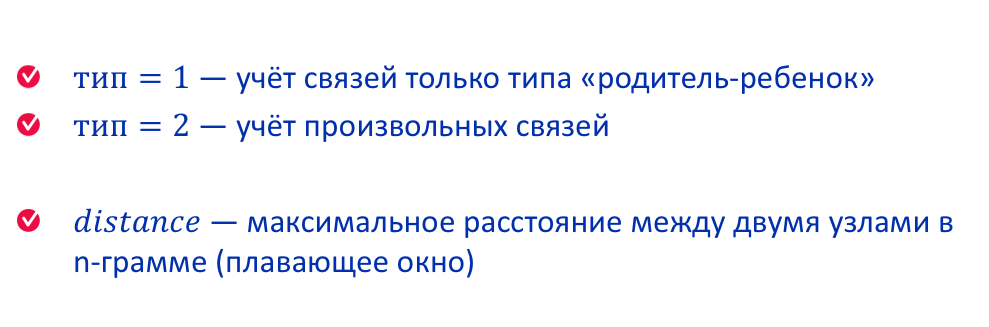 тип = 1 — учёт связей только типа «родитель-ребенок»
тип = 2 — учёт произвольных связей
distance — максимальное расстояние между двумя узлами в
n-грамме (плавающее окно)